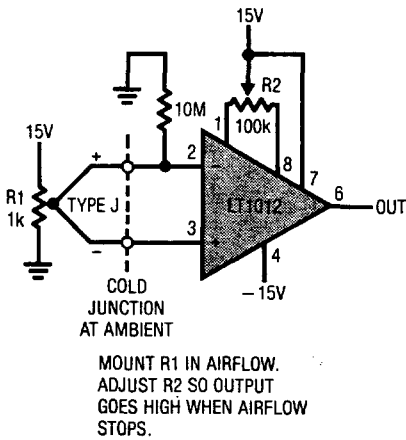 15V
R2
10M
1
100k
8
7
15V
+
2
−
LT1012
6
OUT
R1
1k
TYPE J
−
3
+
4
−15V
COLD
JUNCTION
AT AMBIENT
MOUNT R1 IN AIRFLOW.
ADJUST R2 SO OUTPUT
GOES HIGH WHEN AIRFLOW
STOPS.